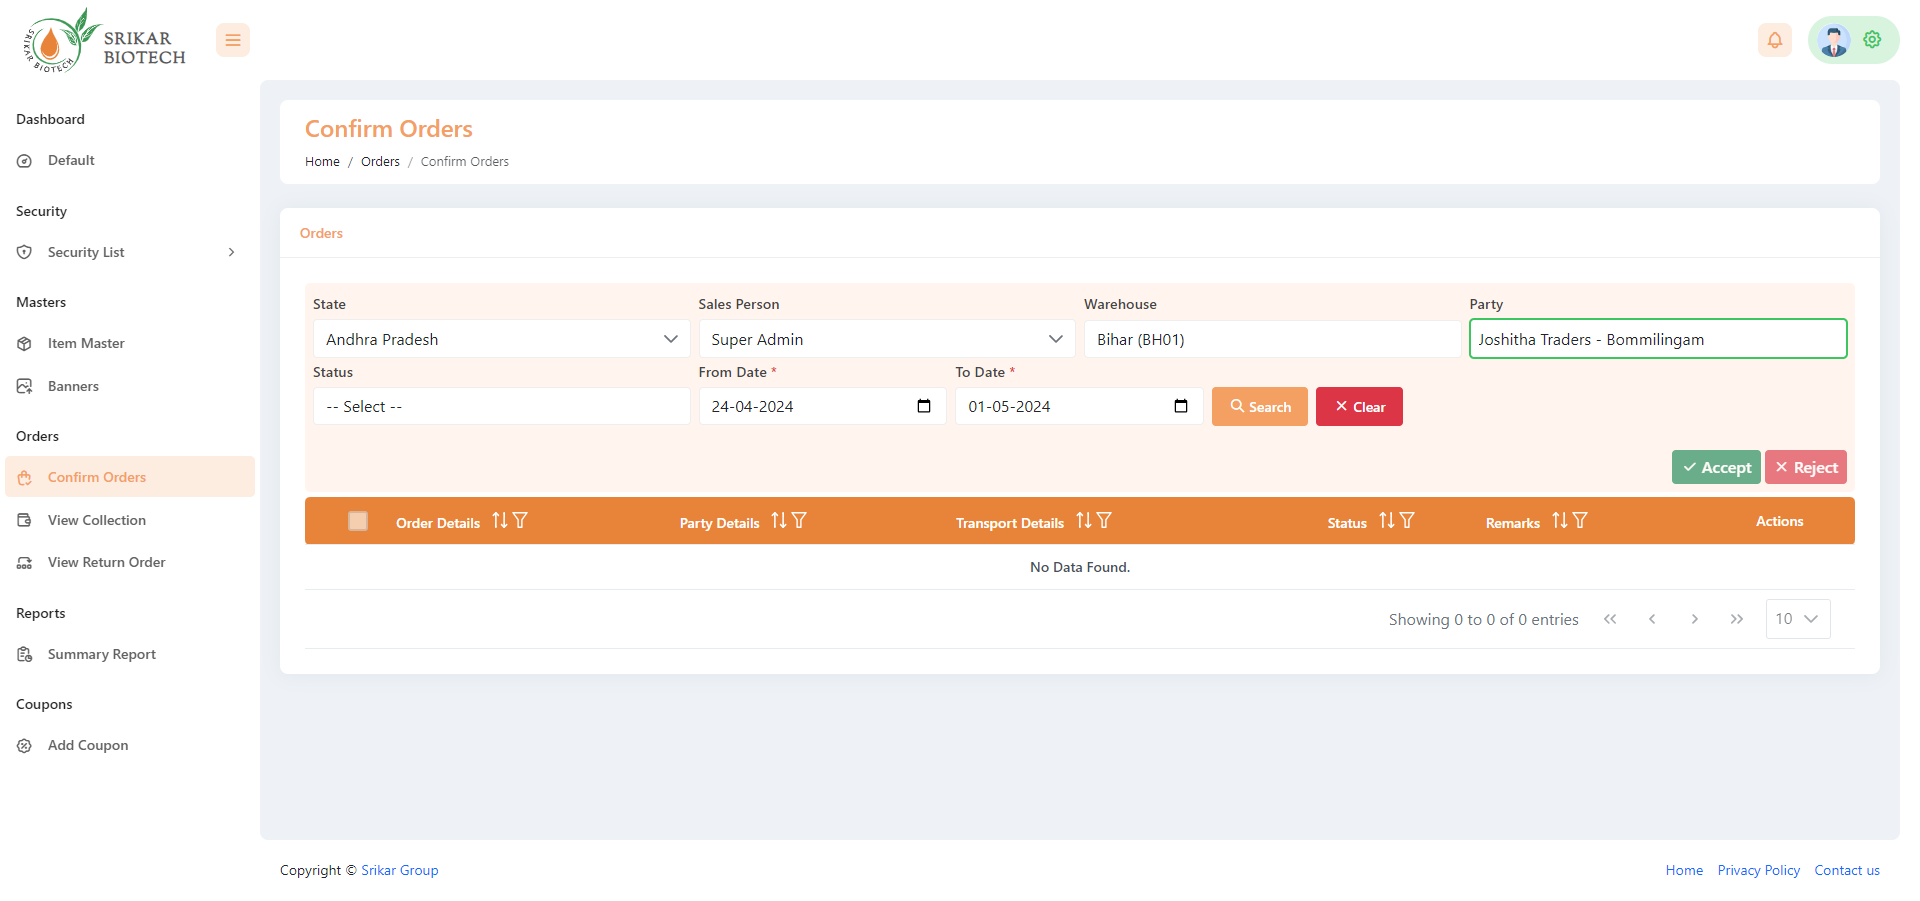 SRIKAR BIOTECH
SRIKAR
BIOTECH
Dashboard
Default
Security
Security List
Masters
Item Master
Banners
Orders
Confirm Orders
View Collection
View Return Order
Reports
Summary Report
Coupons
Add Coupon
Confirm Orders
Home / Orders / Confirm Orders
Orders
State Sales Person Warehouse Party
Andhra Pradesh Super Admin Bihar (BH01) Joshitha Traders - Bommilingam
Status From Date * To Date *
-- Select -- 24-04-2024 01-05-2024 Search Clear
Accept Reject
Order Details Party Details Transport Details Status Remarks Actions
No Data Found.
Showing 0 to 0 of 0 entries 10
Copyright © Srikar Group Home Privacy Policy Contact us